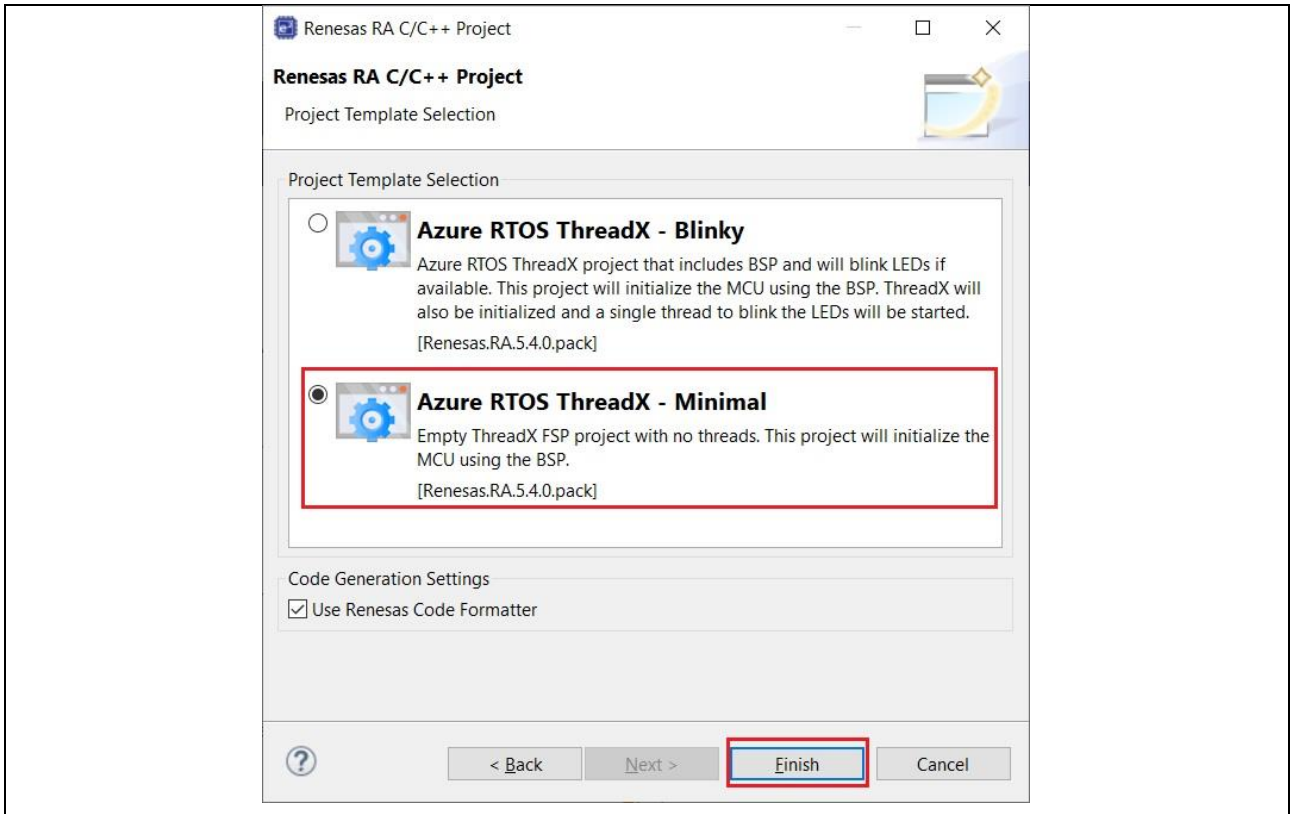 Renesas RA C/C++ Project
Renesas RA C/C++ Project
Project Template Selection
Project Template Selection
Azure RTOS ThreadX - Blinky
Azure RTOS ThreadX project that includes BSP and will blink LEDs if
available. This project will initialize the MCU using the BSP. ThreadX will
also be initialized and a single thread to blink the LEDs will be started.
[Renesas.RA.5.4.0.pack]
Azure RTOS ThreadX - Minimal
Empty ThreadX FSP project with no threads. This project will initialize the
MCU using the BSP.
[Renesas.RA.5.4.0.pack]
Code Generation Settings
Use Renesas Code Formatter
? < Back Next > Finish Cancel